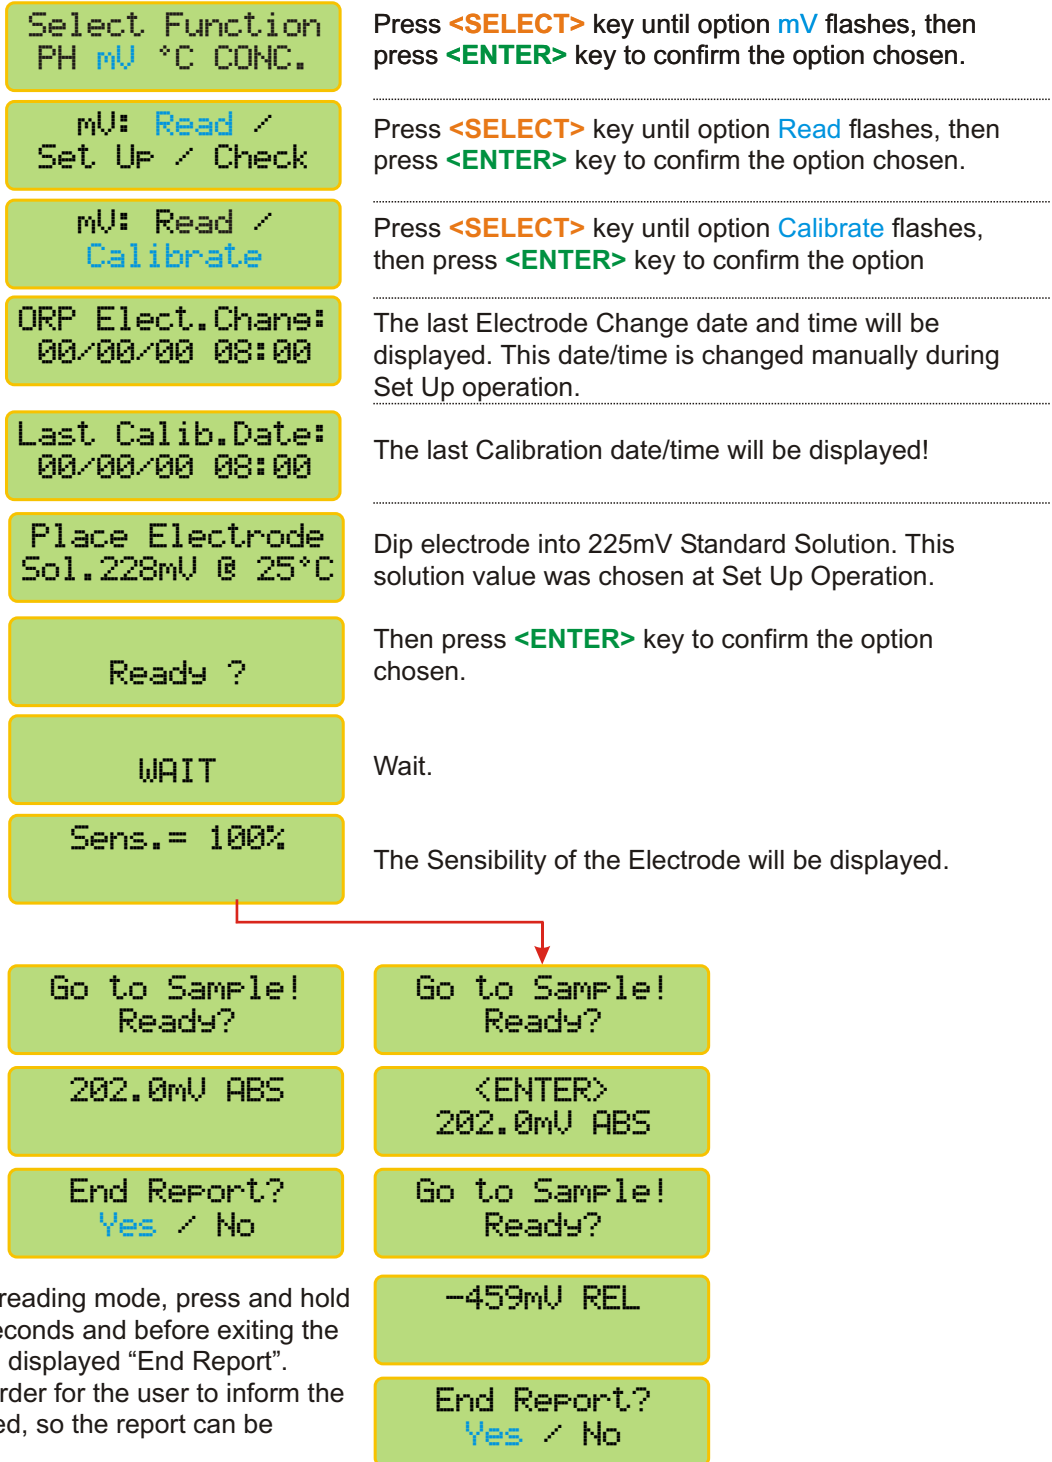 Select Function
PH mV °C CONC.
Press <SELECT> key until option mV flashes, then
press <ENTER> key to confirm the option chosen.
mV: Read /
Set Up / Check
Press <SELECT> key until option Read flashes, then
press <ENTER> key to confirm the option chosen.
mV: Read /
Calibrate
Press <SELECT> key until option Calibrate flashes,
then press <ENTER> key to confirm the option
ORP Elect.Chang:
00/00/00 08:00
The last Electrode Change date and time will be
displayed. This date/time is changed manually during
Set Up operation.
Last Calib.Date:
00/00/00 08:00
The last Calibration date/time will be displayed!
Place Electrode
Sol.228mV @ 25°C
Dip electrode into 225mV Standard Solution. This
solution value was chosen at Set Up Operation.
Ready ?
Then press <ENTER> key to confirm the option
chosen.
WAIT
Wait.
Sens.= 100%
The Sensibility of the Electrode will be displayed.
Go to Sample!
Ready?
202.0mV ABS
End Report?
Yes / No
reading mode, press and hold
econds and before exiting the
displayed “End Report”.
rder for the user to inform the
ed, so the report can be
Go to Sample!
Ready?
<ENTER>
202.0mV ABS
Go to Sample!
Ready?
-459mV REL
End Report?
Yes / No